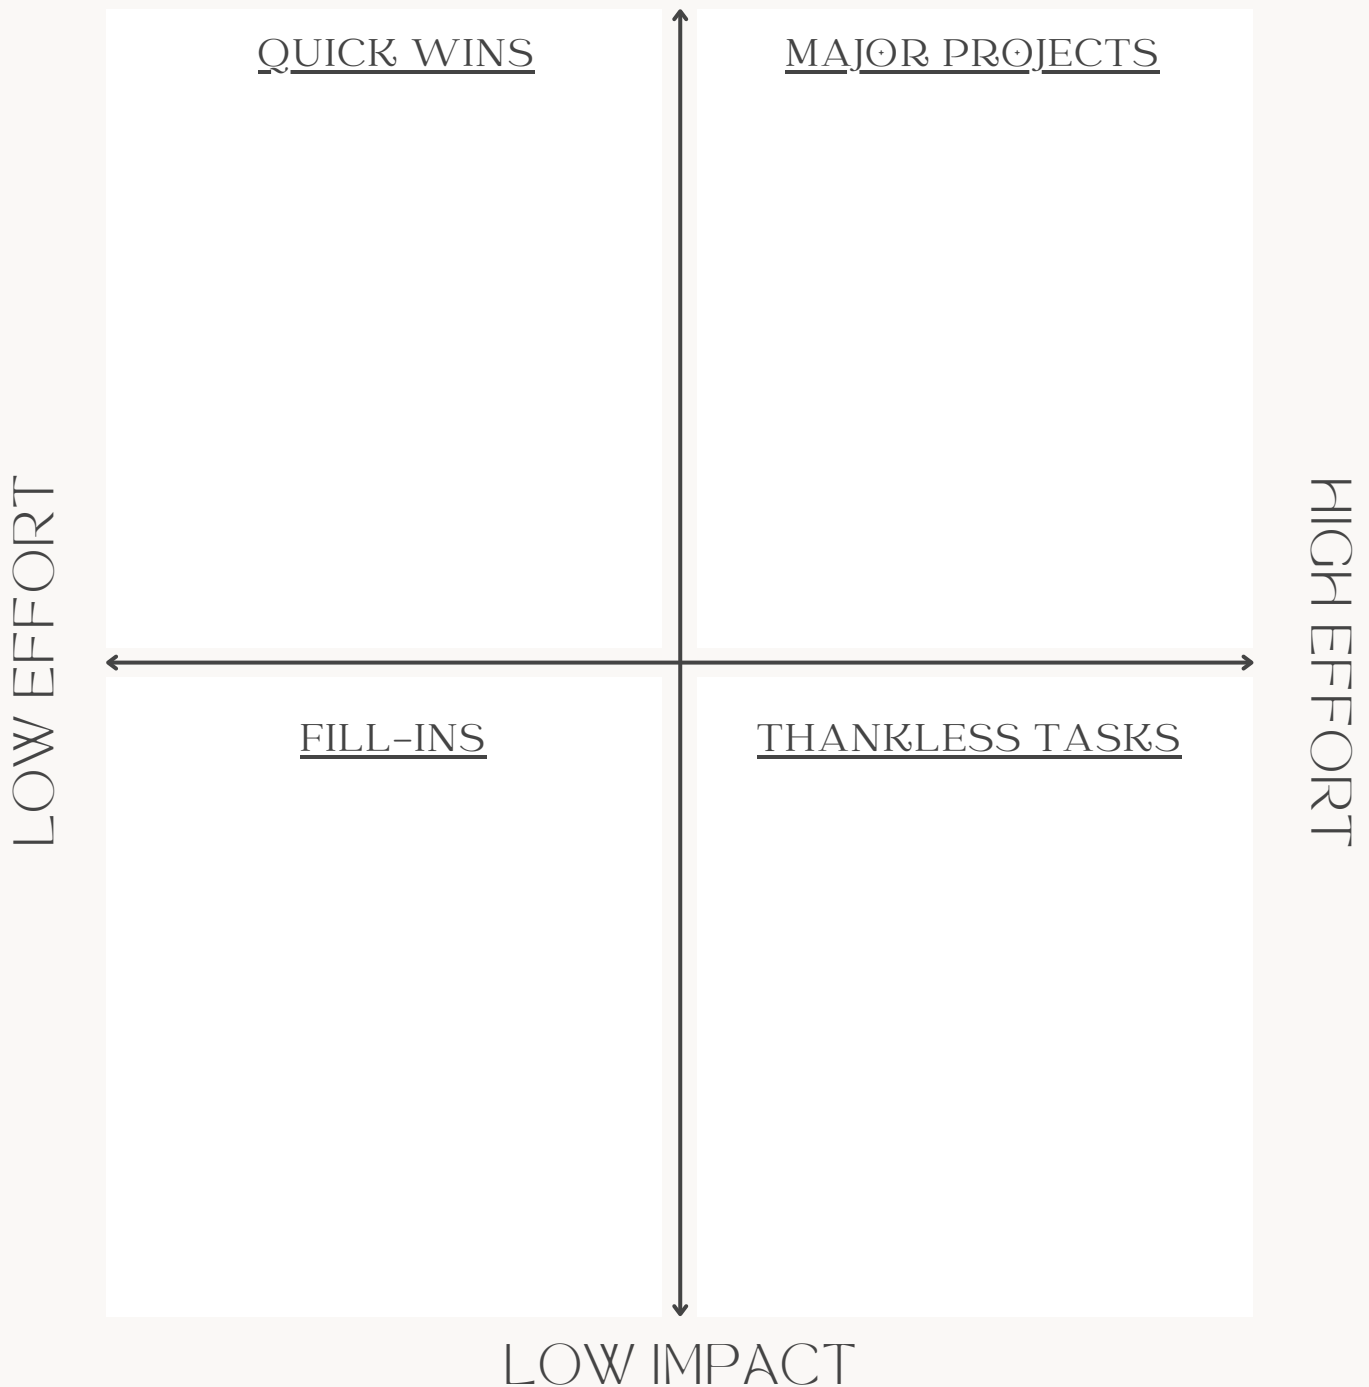 QUICK WINS
MAJOR PROJECTS
LOW EFFORT
HIGH EFFORT
FILL-INS
THANKLESS TASKS
LOW IMPACT